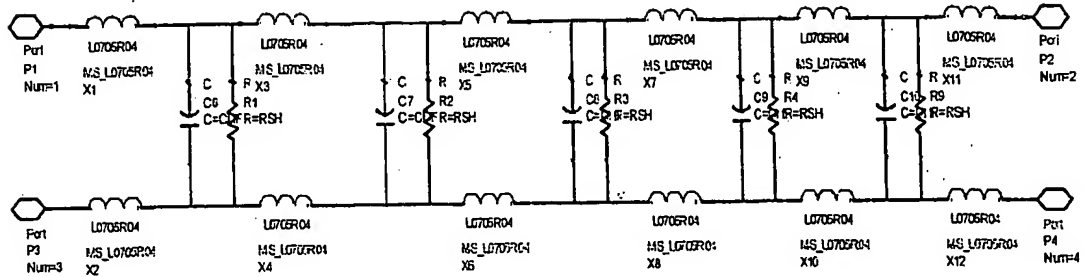 L0705R04 L0705R04 L0705R04 L0705R04 L0705R04 L0705R04
Port Port
P1 MS_L0705R04 MS_L0705R04 MS_L0705R04 MS_L0705R04 MS_L0705R04 MS_L0705R04 P2
Num=1 X1 X3 X5 X7 X9 X11 Num=2
C R C R C R C R C R
C6 R1 C7 R2 C8 R3 C9 R4 C10 R9
R=RSH R=RSH R=RSH R=RSH R=RSH
L0705R04 L0705R04 L0705R04 L0705R04 L0705R04 L0705R04
Port Port
P3 MS_L0705R04 MS_L0705R04 MS_L0705R04 MS_L0705R04 MS_L0705R04 MS_L0705R04 P4
Num=3 X2 X4 X6 X8 X10 X12 Num=4